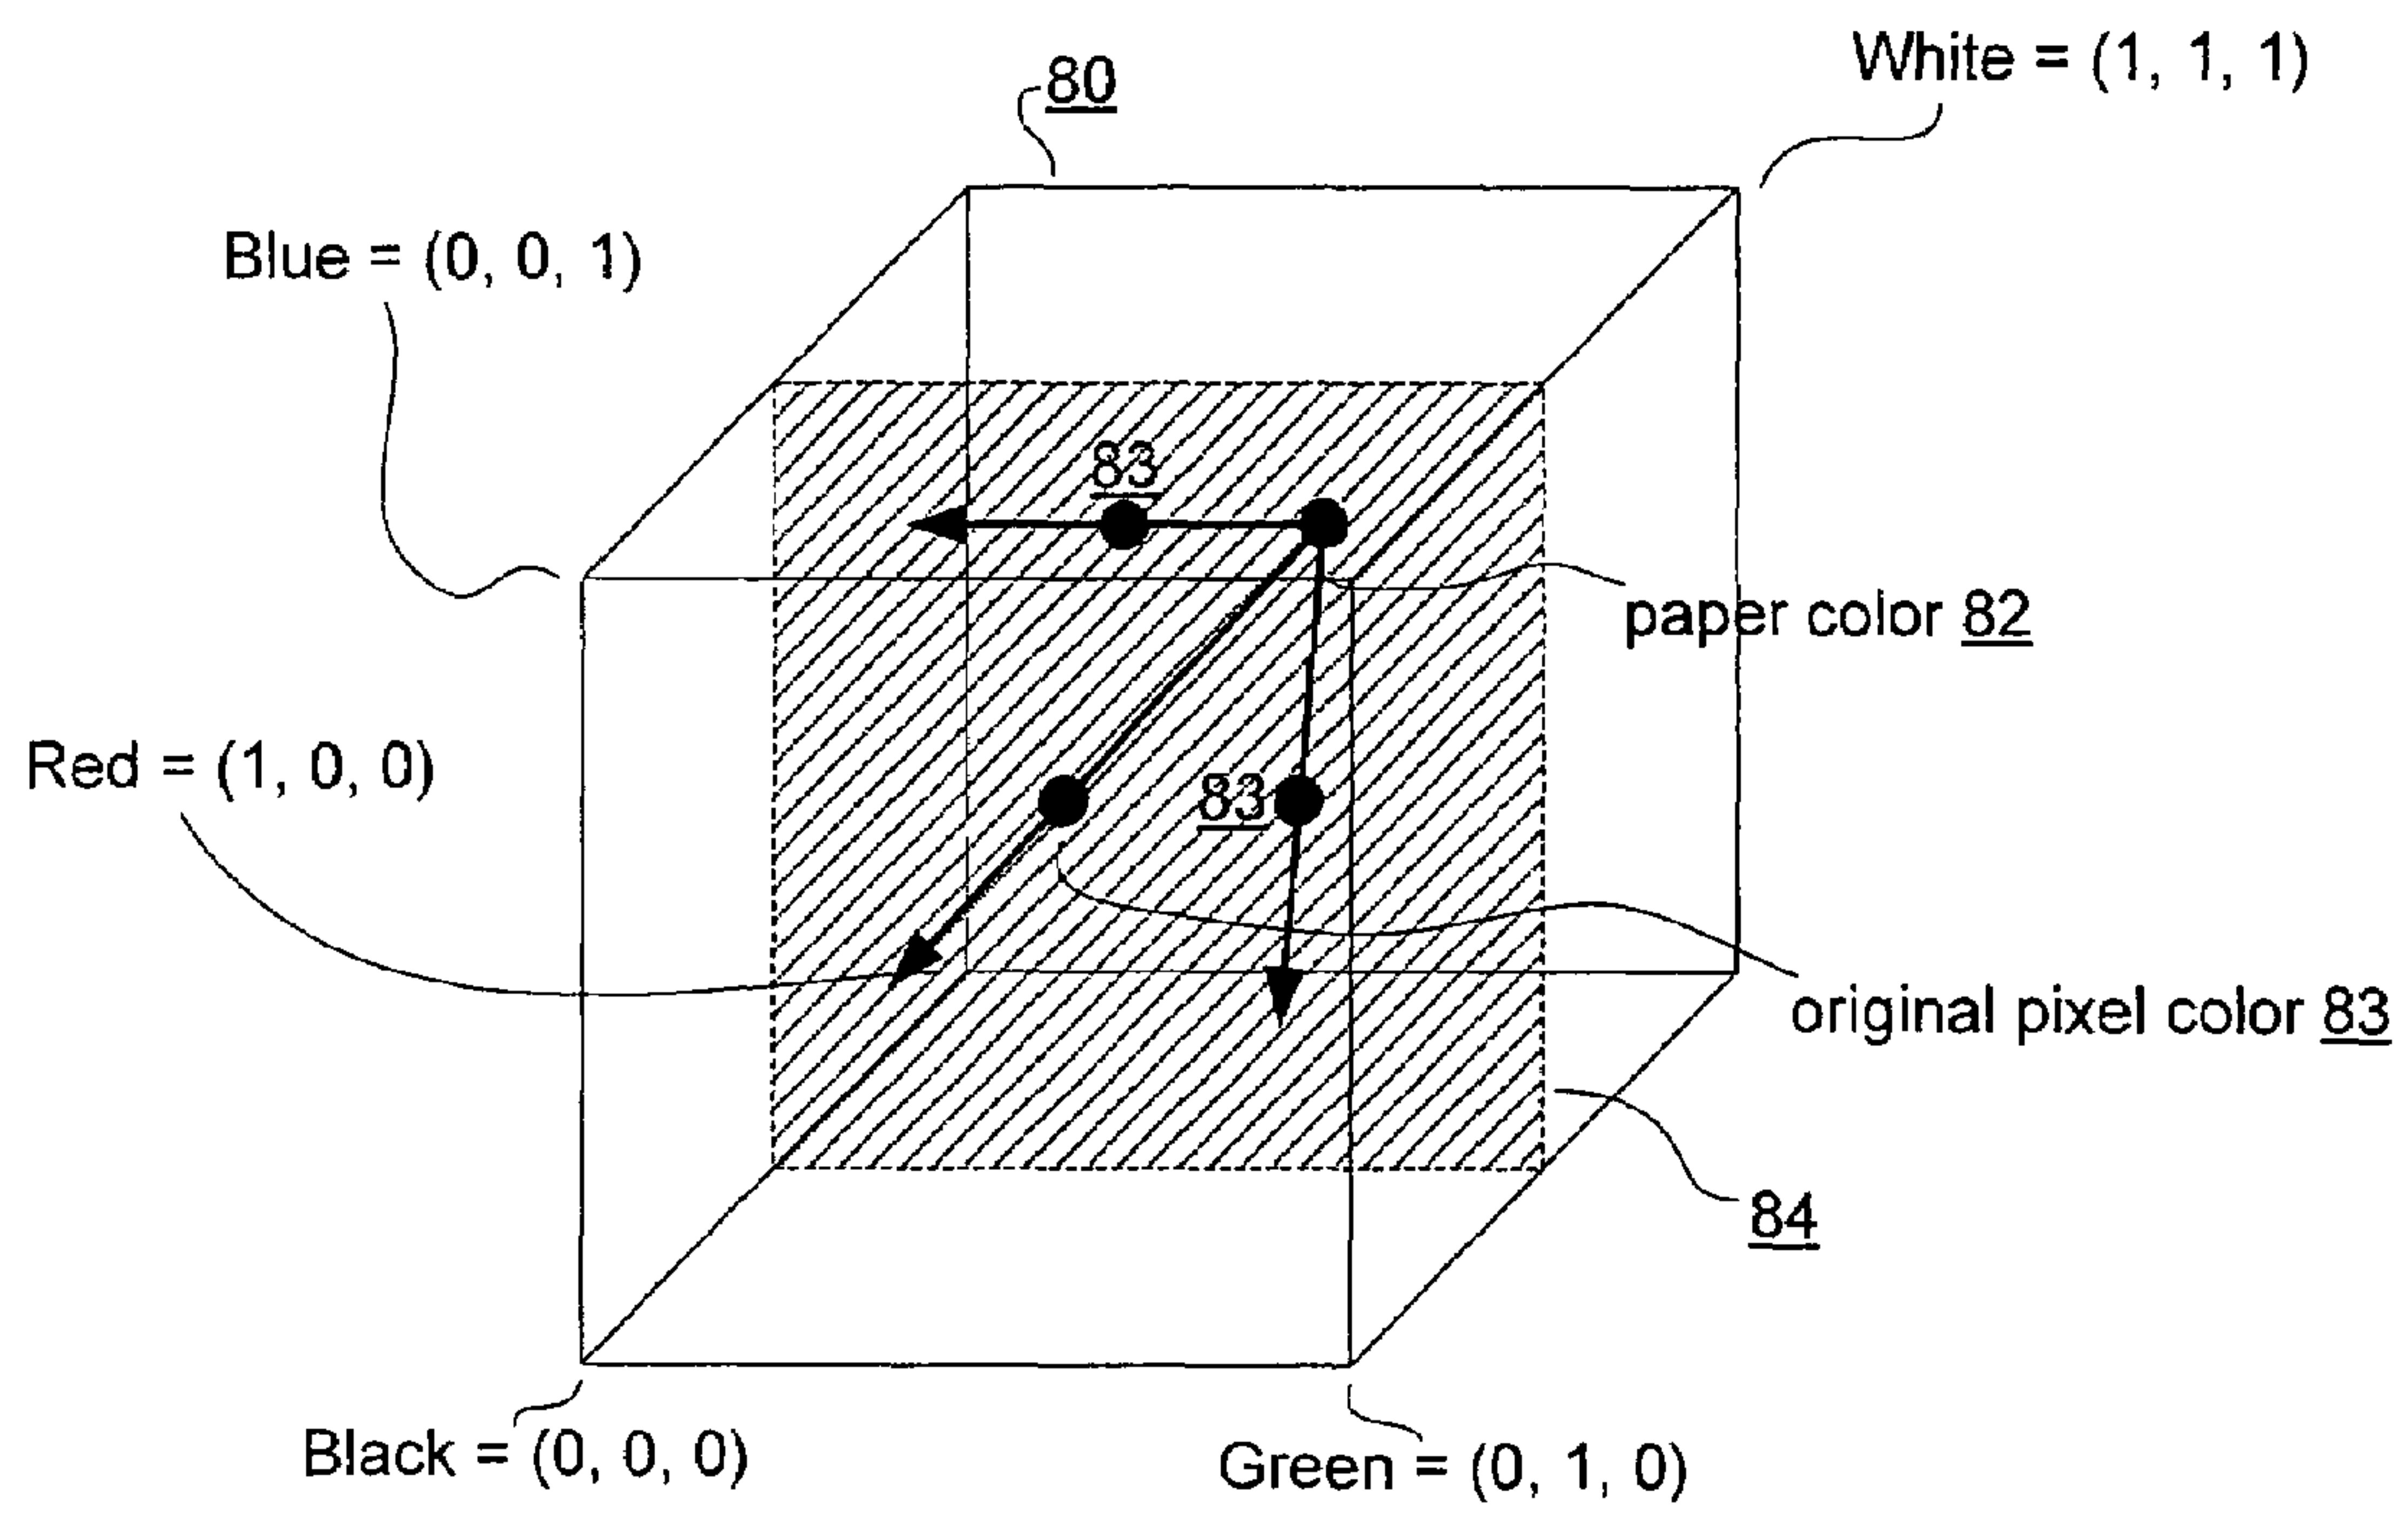 80
White = (1, 1, 1)
Blue = (0, 0, 1)
83
paper color 82
Red = (1, 0, 0)
83
original pixel color 83
84
Black = (0, 0, 0)
Green = (0, 1, 0)